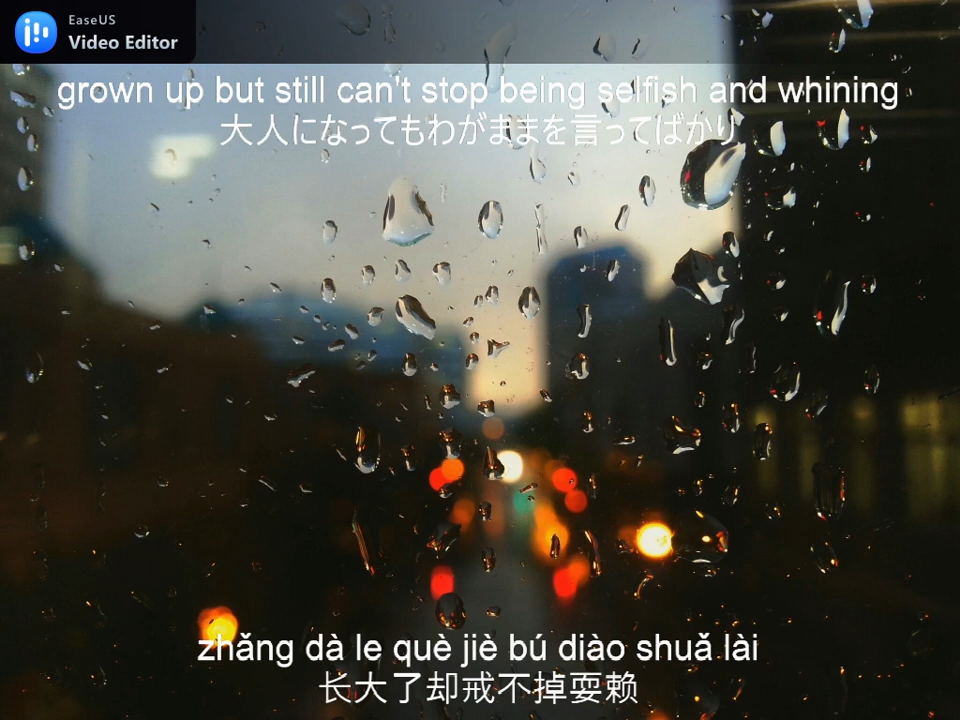 EaseUS
Video Editor
grown up but still can't stop being selfish and whining
大人になってもわがままを言ってばかり
zhǎng dà le què jiè bú diào shuǎ lài
长大了却戒不掉耍赖